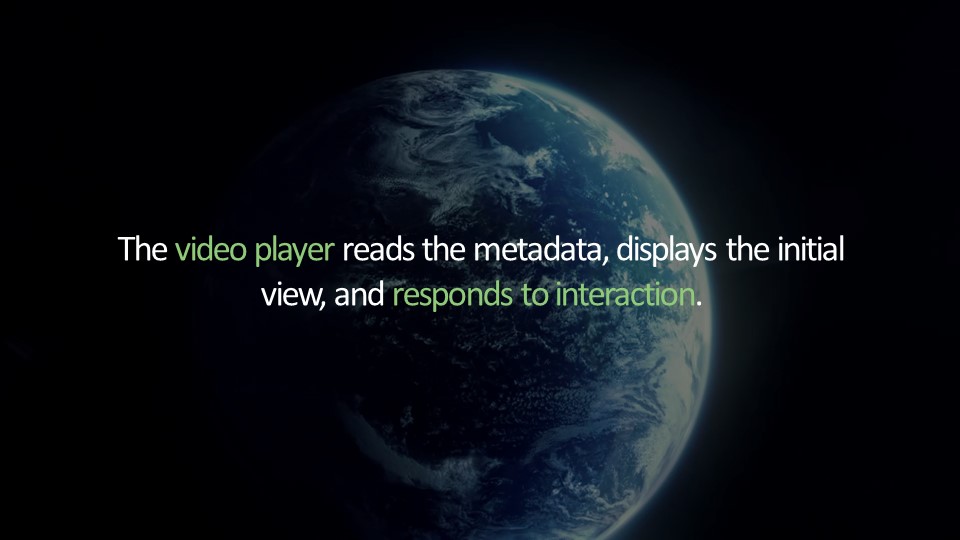 The video player reads the metadata, displays the initial
view, and responds to interaction.